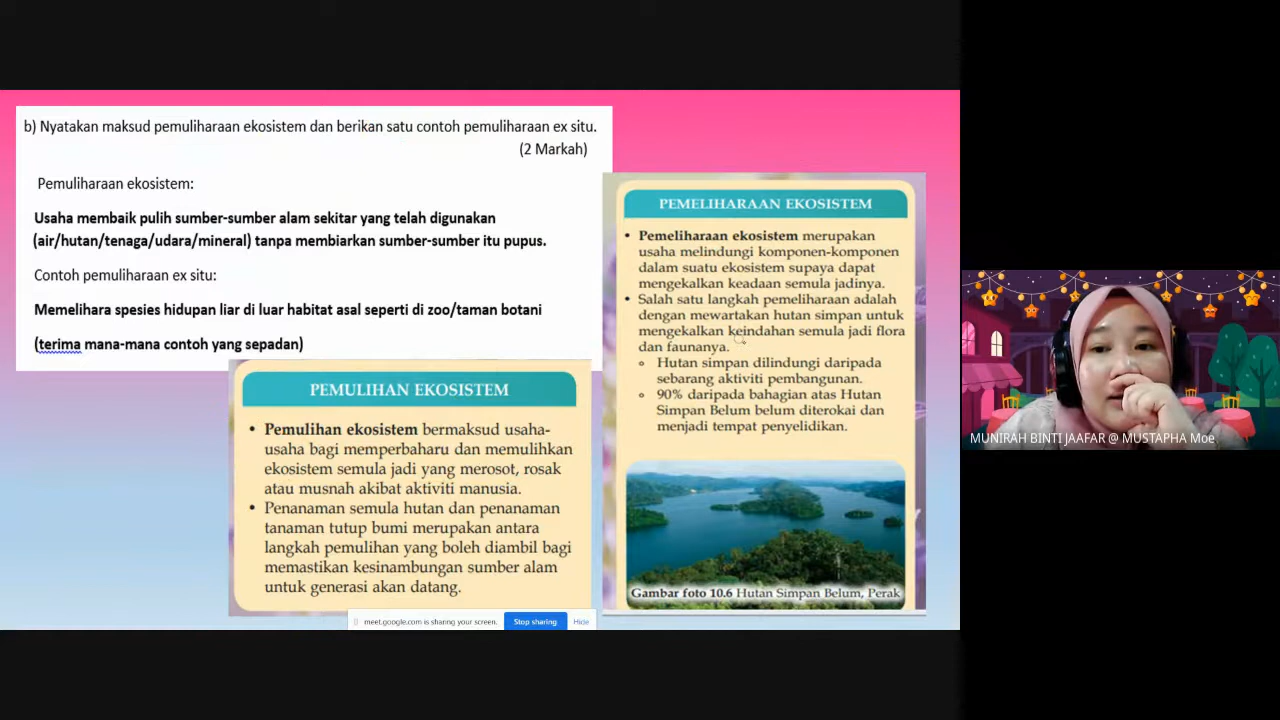 b) Nyatakan maksud pemuliharaan ekosistem dan berikan satu contoh pemuliharaan ex situ.
(2 Markah)
Pemuliharaan ekosistem:
Usaha membaik pulih sumber-sumber alam sekitar yang telah digunakan
(air/hutan/tenaga/udara/mineral) tanpa membiarkan sumber-sumber itu pupus.
Contoh pemuliharaan ex situ:
Memelihara spesies hidupan liar di luar habitat asal seperti di zoo/taman botani
(terima mana-mana contoh yang sepadan)
PEMULIHAN EKOSISTEM
• Pemulihan ekosistem bermaksud usaha-
usaha bagi memperbaharu dan memulihkan
ekosistem semula jadi yang merosot, rosak
atau musnah akibat aktiviti manusia.
• Penanaman semula hutan dan penanaman
tanaman tutup bumi merupakan antara
langkah pemulihan yang boleh diambil bagi
memastikan kesinambungan sumber alam
untuk generasi akan datang.
PEMELIHARAAN EKOSISTEM
• Pemeliharaan ekosistem merupakan
usaha melindungi komponen-komponen
dalam suatu ekosistem supaya dapat
mengekalkan keadaan semula jadinya.
• Salah satu langkah pemeliharaan adalah
dengan mewartakan hutan simpan untuk
mengekalkan keindahan semula jadi flora
dan faunanya.
∘ Hutan simpan dilindungi daripada
sebarang aktiviti pembangunan.
∘ 90% daripada bahagian atas Hutan
Simpan Belum belum diterokai dan
menjadi tempat penyelidikan.
Gambar foto 10.6 Hutan Simpan Belum, Perak
meet.google.com is sharing your screen.
Stop sharing
Hide
MUNIRAH BINTI JAAFAR @ MUSTAPHA Moe